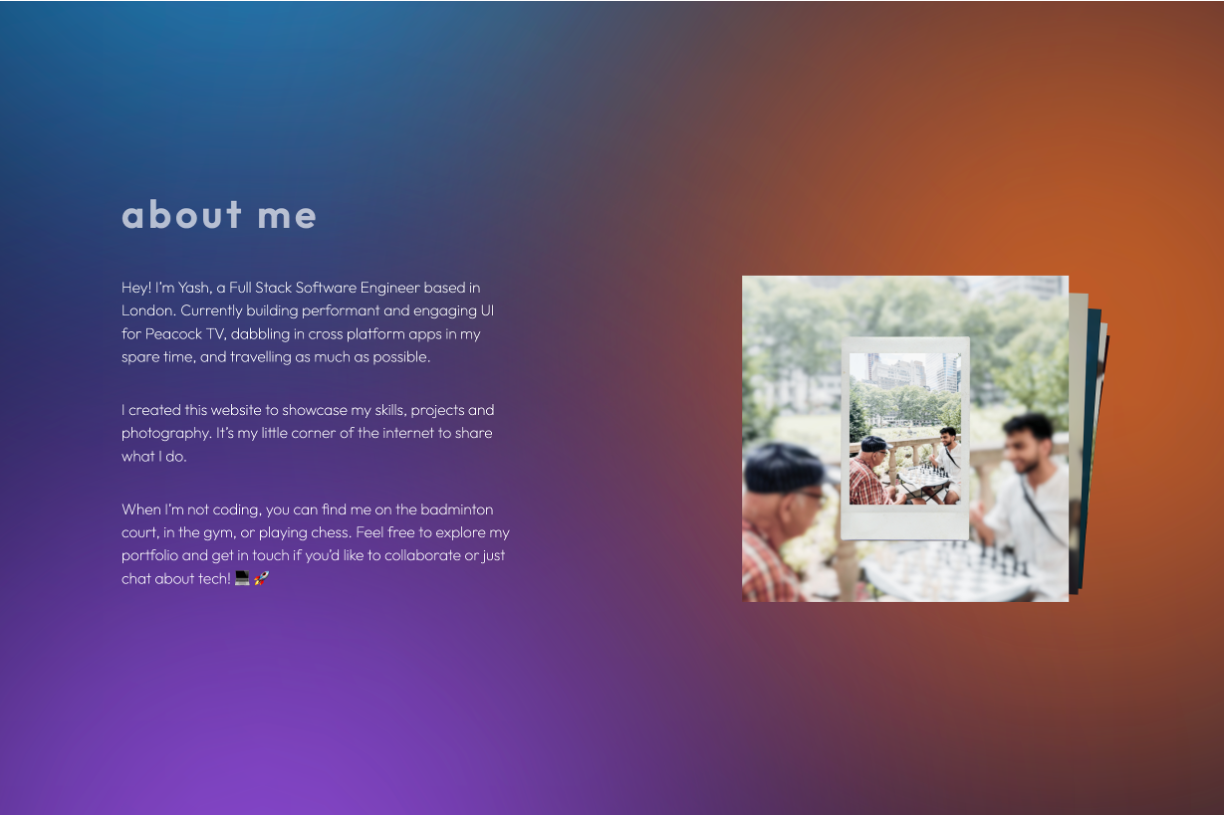 about me
Hey! I'm Yash, a Full Stack Software Engineer based in
London. Currently building performant and engaging UI
for Peacock TV, dabbling in cross platform apps in my
spare time, and travelling as much as possible.
I created this website to showcase my skills, projects and
photography. It's my little corner of the internet to share
what I do.
When I'm not coding, you can find me on the badminton
court, in the gym, or playing chess. Feel free to explore my
portfolio and get in touch if you'd like to collaborate or just
chat about tech! 💻 🚀